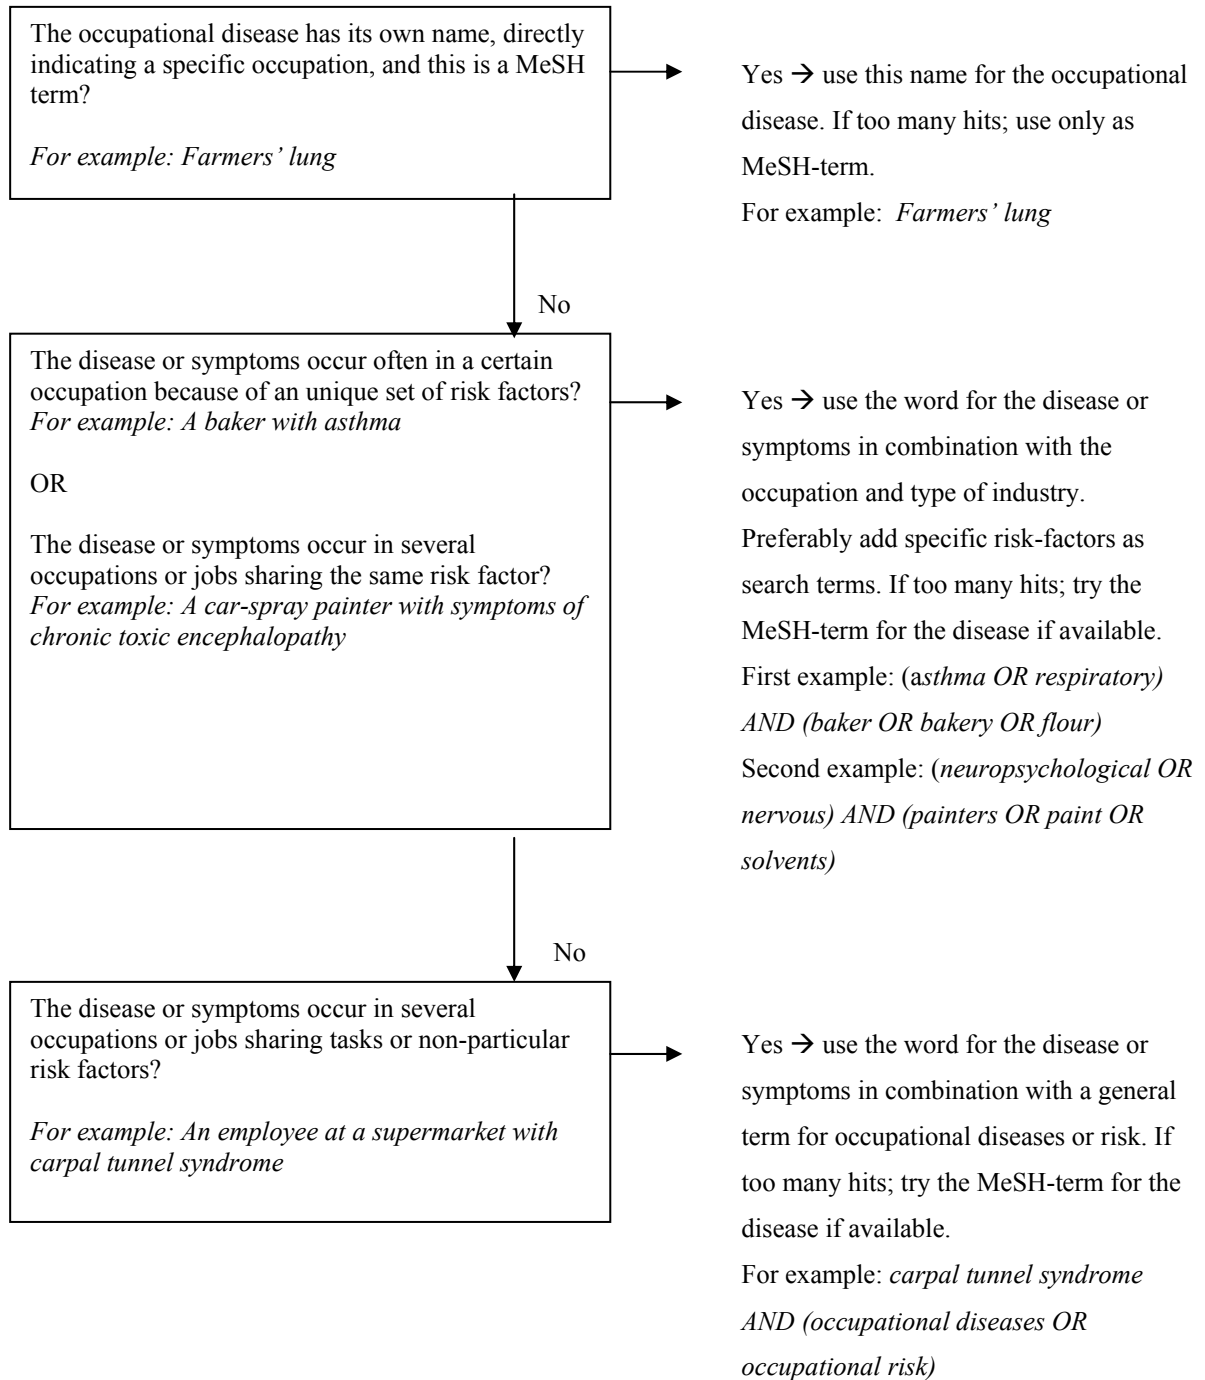 The occupational disease has its own name, directly
indicating a specific occupation, and this is a MeSH
term?
For example: Farmers’ lung
Yes → use this name for the occupational
disease. If too many hits; use only as
MeSH-term.
For example: Farmers’ lung
No
The disease or symptoms occur often in a certain
occupation because of an unique set of risk factors?
For example: A baker with asthma
OR
The disease or symptoms occur in several
occupations or jobs sharing the same risk factor?
For example: A car-spray painter with symptoms of
chronic toxic encephalopathy
Yes → use the word for the disease or
symptoms in combination with the
occupation and type of industry.
Preferably add specific risk-factors as
search terms. If too many hits; try the
MeSH-term for the disease if available.
First example: (asthma OR respiratory)
AND (baker OR bakery OR flour)
Second example: (neuropsychological OR
nervous) AND (painters OR paint OR
solvents)
No
The disease or symptoms occur in several
occupations or jobs sharing tasks or non-particular
risk factors?
For example: An employee at a supermarket with
carpal tunnel syndrome
Yes → use the word for the disease or
symptoms in combination with a general
term for occupational diseases or risk. If
too many hits; try the MeSH-term for the
disease if available.
For example: carpal tunnel syndrome
AND (occupational diseases OR
occupational risk)